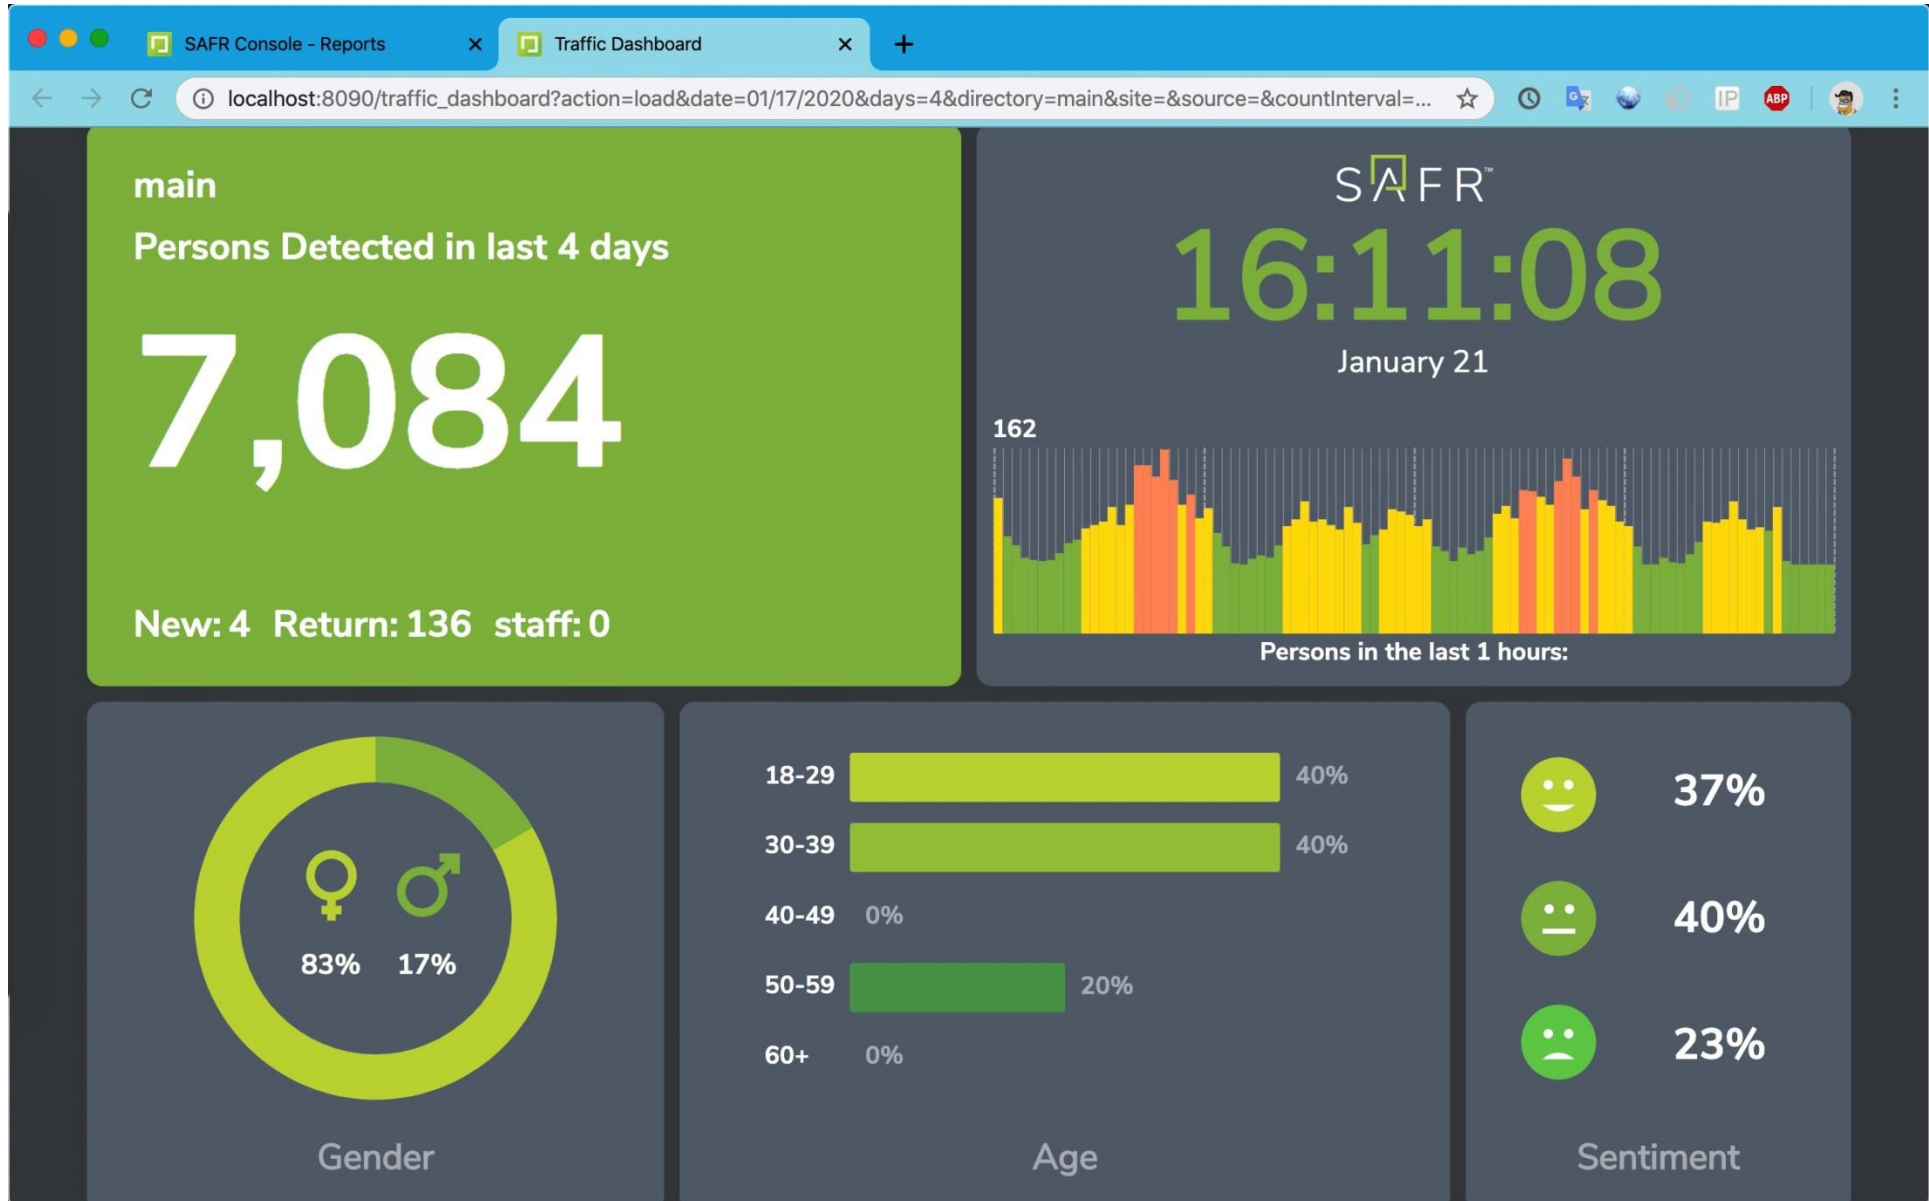 SAFR Console - Reports
Traffic Dashboard
localhost:8090/traffic_dashboard?action=load&date=01/17/2020&days=4&directory=main&site=&source=&countInterval=...
IP
ABP
main
Persons Detected in last 4 days
7,084
New: 4 Return: 136 staff: 0
SAFR™
16:11:08
January 21
162
Persons in the last 1 hours:
83% 17%
Gender
18-29 40%
30-39 40%
40-49 0%
50-59 20%
60+ 0%
Age
37%
40%
23%
Sentiment